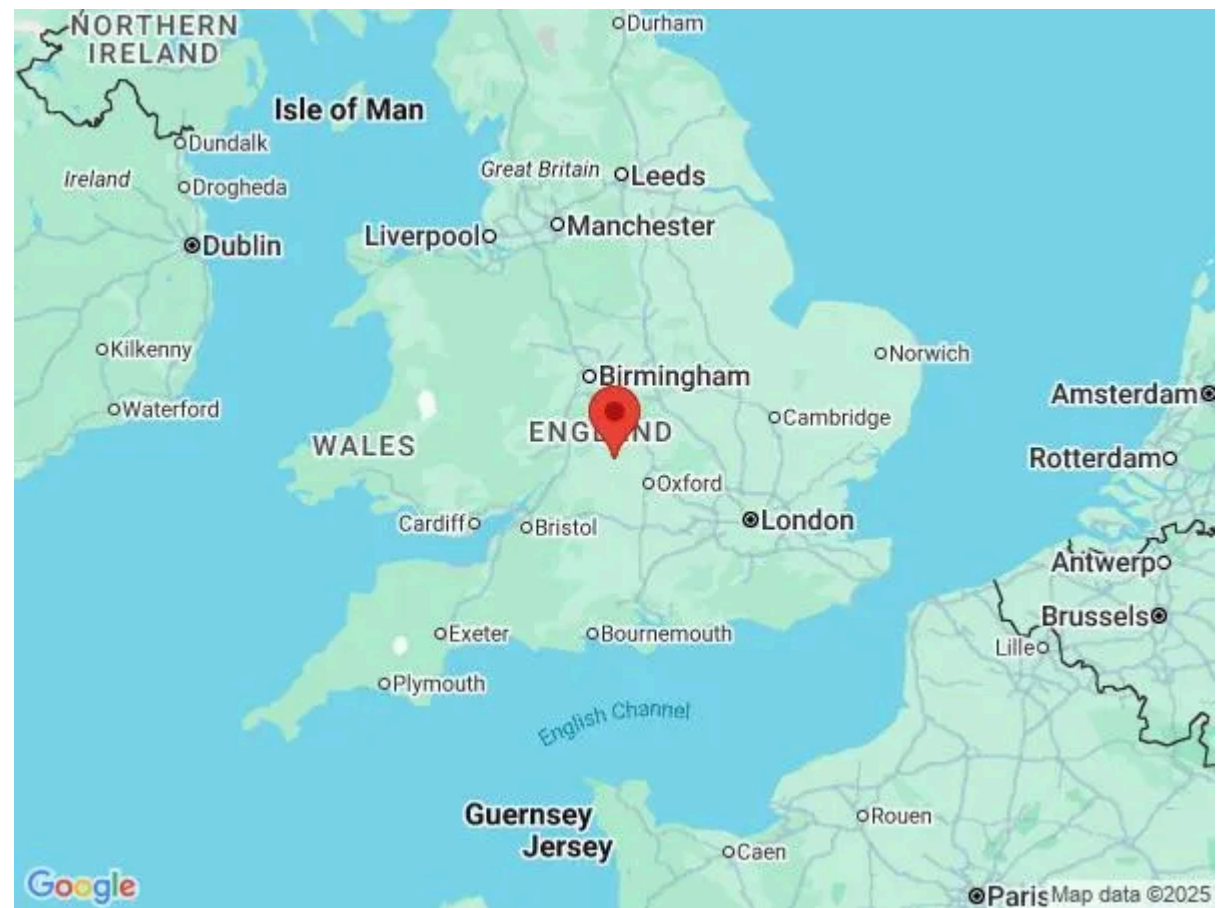 NORTHERN
IRELAND
Durham
Isle of Man
Dundalk
Great Britain
Leeds
Ireland
Drogheda
Manchester
Liverpool
Dublin
Kilkenny
Norwich
Birmingham
Amsterdam
Waterford
Cambridge
WALES
ENGLAND
Rotterdam
Oxford
Cardiff
Bristol
London
Antwerp
Brussels
Exeter
Bournemouth
Lille
Plymouth
English Channel
Guernsey
Jersey
Rouen
Caen
Google
Paris
Map data ©2025